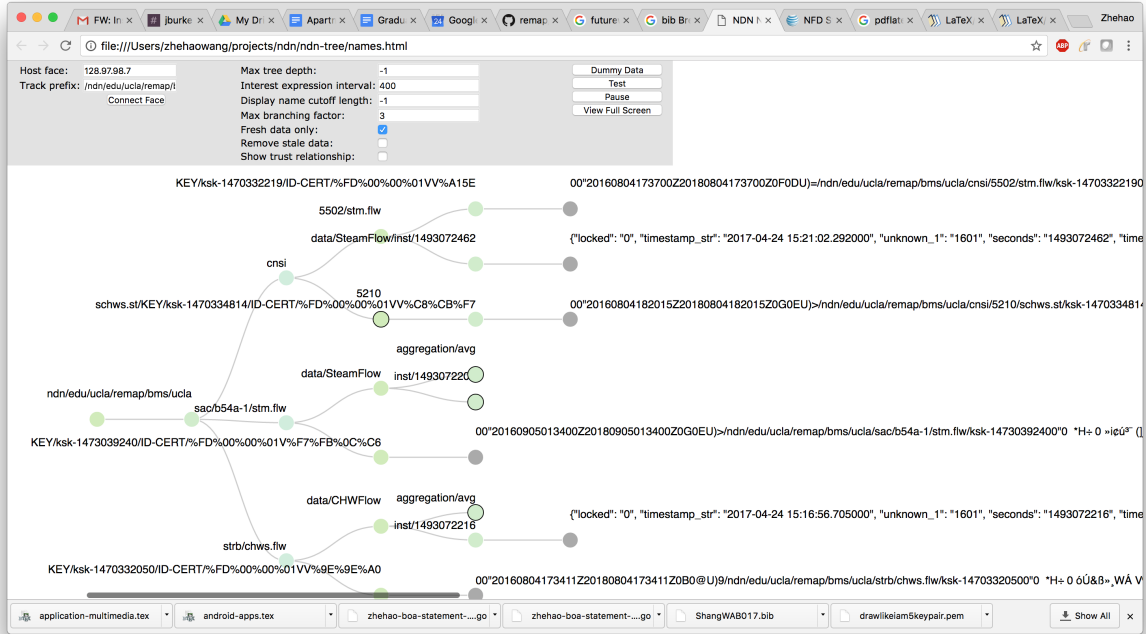 FW: In
jburke
My Dri
Apartn
Gradu
Googl
remap
future
bib Br
NDN N
NFD S
pdflate
LaTeX/
LaTeX/
Zhehao
file:///Users/zhehaowang/projects/ndn/ndn-tree/names.html
ABP
Host face: 128.97.98.7
Track prefix: /ndn/edu/ucla/remap/b
Connect Face
Max tree depth: -1
Interest expression interval: 400
Display name cutoff length: -1
Max branching factor: 3
Fresh data only:
Remove stale data:
Show trust relationship:
Dummy Data
Test
Pause
View Full Screen
KEY/ksk-1470332219/ID-CERT/%FD%00%00%01VV%A15E
00"20160804173700Z20180804173700Z0F0DU)=/ndn/edu/ucla/remap/bms/ucla/cnsi/5502/stm.flw/ksk-14703322190
5502/stm.flw
data/SteamFlow/inst/1493072462
{"locked": "0", "timestamp_str": "2017-04-24 15:21:02.292000", "unknown_1": "1601", "seconds": "1493072462", "time
cnsi
5210
schws.st/KEY/ksk-1470334814/ID-CERT/%FD%00%00%01VV%C8%CB%F7
00"20160804182015Z20180804182015Z0G0EU)>/ndn/edu/ucla/remap/bms/ucla/cnsi/5210/schws.st/ksk-1470334814
aggregation/avg
data/SteamFlow
inst/149307220
ndn/edu/ucla/remap/bms/ucla
sac/b54a-1/stm.flw
00"20160905013400Z20180905013400Z0G0EU)>/ndn/edu/ucla/remap/bms/ucla/sac/b54a-1/stm.flw/ksk-14730392400"0 *H÷ 0 »i¢ú³¯ (]
KEY/ksk-1473039240/ID-CERT/%FD%00%00%01V%F7%FB%0C%C6
aggregation/avg
data/CHWFlow
{"locked": "0", "timestamp_str": "2017-04-24 15:16:56.705000", "unknown_1": "1601", "seconds": "1493072216", "time
inst/1493072216
strb/chws.flw
KEY/ksk-1470332050/ID-CERT/%FD%00%00%01VV%9E%9E%A0
00"20160804173411Z20180804173411Z0B0@U)9/ndn/edu/ucla/remap/bms/ucla/strb/chws.flw/ksk-14703320500"0 *H÷ 0 óÚ&ß»¸WÁ V
application-multimedia.tex
android-apps.tex
zhehao-boa-statement-....go
zhehao-boa-statement-....go
ShangWAB017.bib
drawlikeiam5keypair.pem
Show All